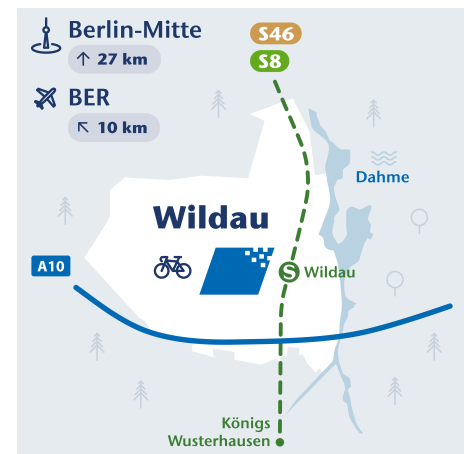 Berlin-Mitte
↑ 27 km
BER
↖ 10 km
S46
S8
Dahme
Wildau
A10
S Wildau
Königs
Wusterhausen